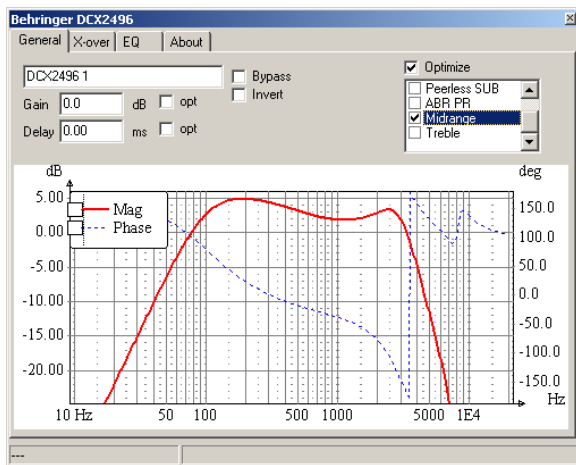 Behringer DCX2496
General X-over EQ About
DCX2496 1
Bypass
Invert
Optimize
Gain 0.0 dB opt
Delay 0.00 ms opt
Peerless SUB
ABR PR
Midrange
Treble
dB deg
5.00
0.00
-5.00
-10.00
-15.00
-20.00
Mag
Phase
150.0
100.0
50.0
0.0
-50.0
-100.0
-150.0
10 Hz 50 100 500 1000 5000 1E4 Hz
---